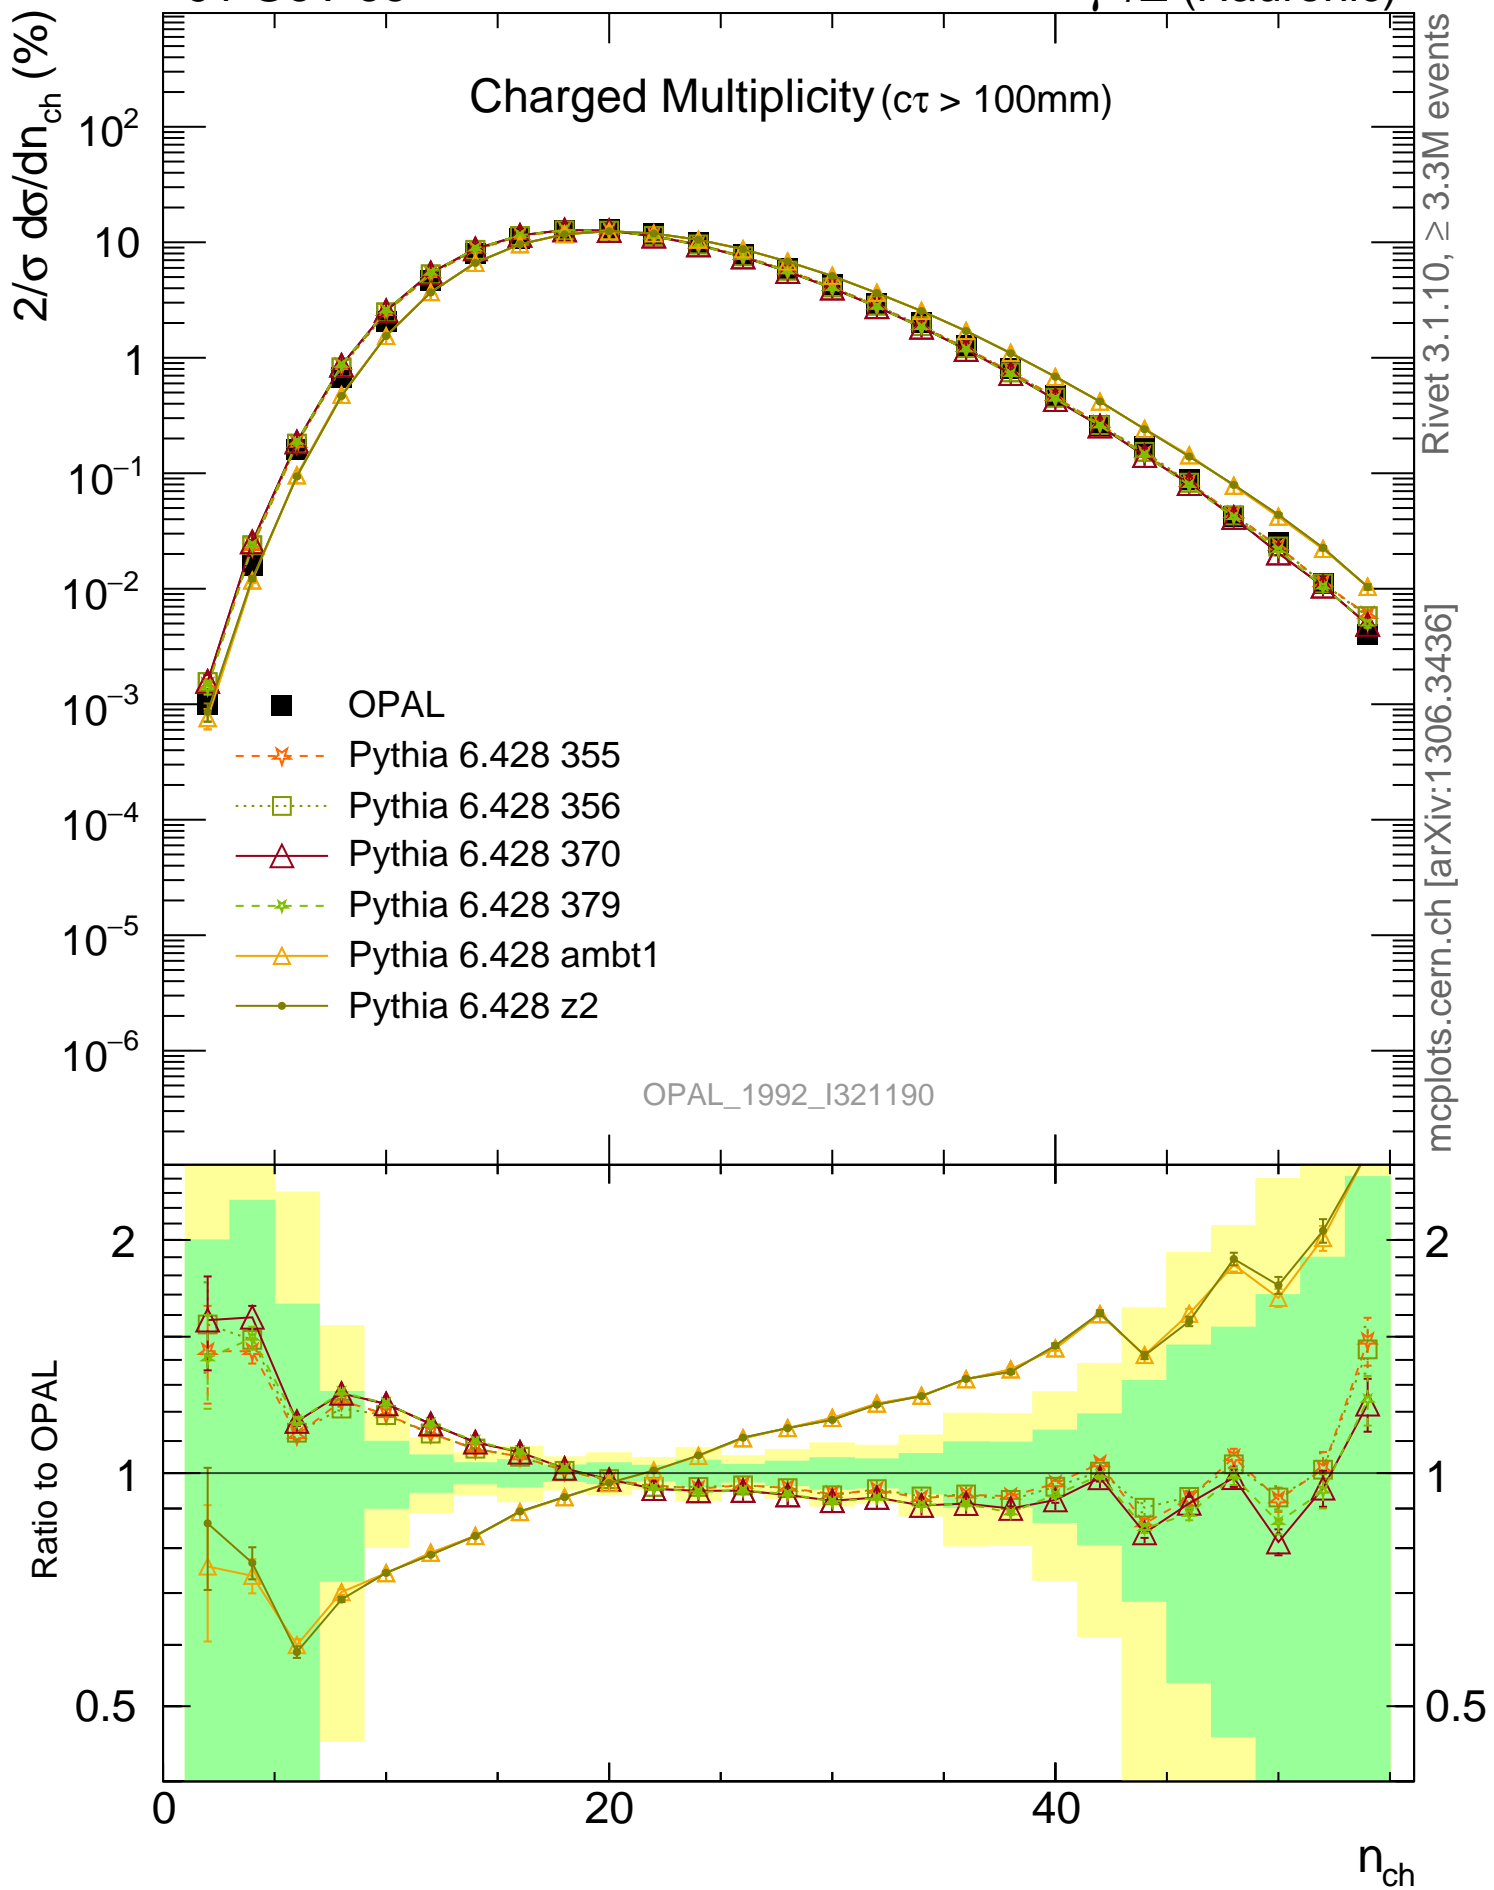 Charged Multiplicity (cτ > 100mm)
2/σ dσ/dn_ch (%)
10²
10
1
10⁻¹
10⁻²
10⁻³
10⁻⁴
10⁻⁵
10⁻⁶
OPAL
Pythia 6.428 355
Pythia 6.428 356
Pythia 6.428 370
Pythia 6.428 379
Pythia 6.428 ambt1
Pythia 6.428 z2
OPAL_1992_I321190
Rivet 3.1.10, ≥ 3.3M events
mcplots.cern.ch [arXiv:1306.3436]
Ratio to OPAL
2
1
0.5
2
1
0.5
0
20
40
n_ch